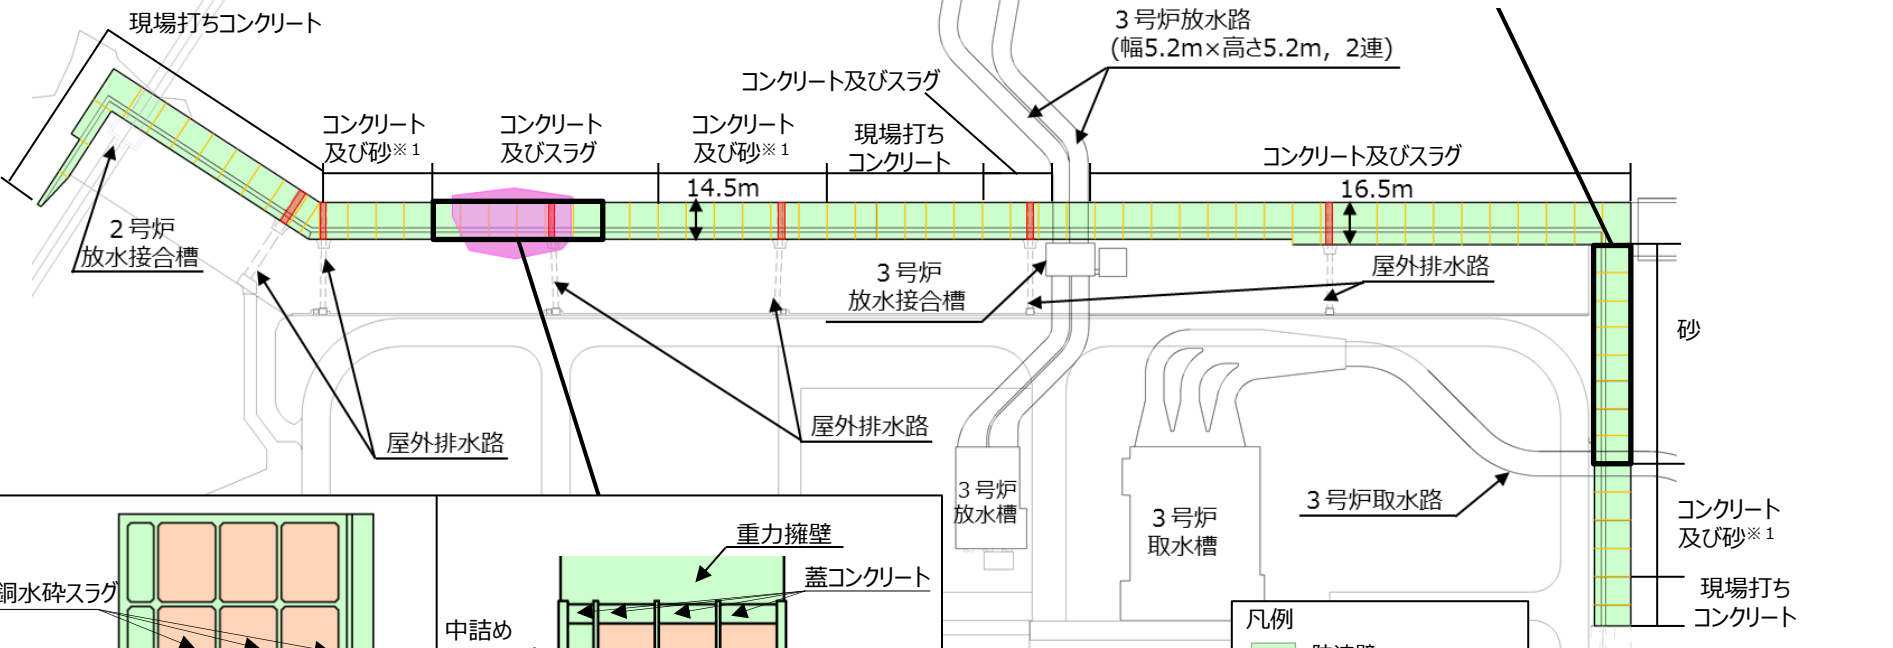 現場打ちコンクリート
3号炉放水路
(幅5.2m×高さ5.2m，2連)
コンクリート及びスラグ
コンクリート
及び砂※1
コンクリート
及びスラグ
コンクリート
及び砂※1
現場打ち
コンクリート
コンクリート及びスラグ
14.5m
16.5m
2号炉
放水接合槽
3号炉
放水接合槽
屋外排水路
砂
屋外排水路
屋外排水路
3号炉
放水槽
3号炉
取水槽
3号炉取水路
コンクリート
及び砂※1
現場打ち
コンクリート
重力擁壁
蓋コンクリート
銅水砕スラグ
中詰め
凡例